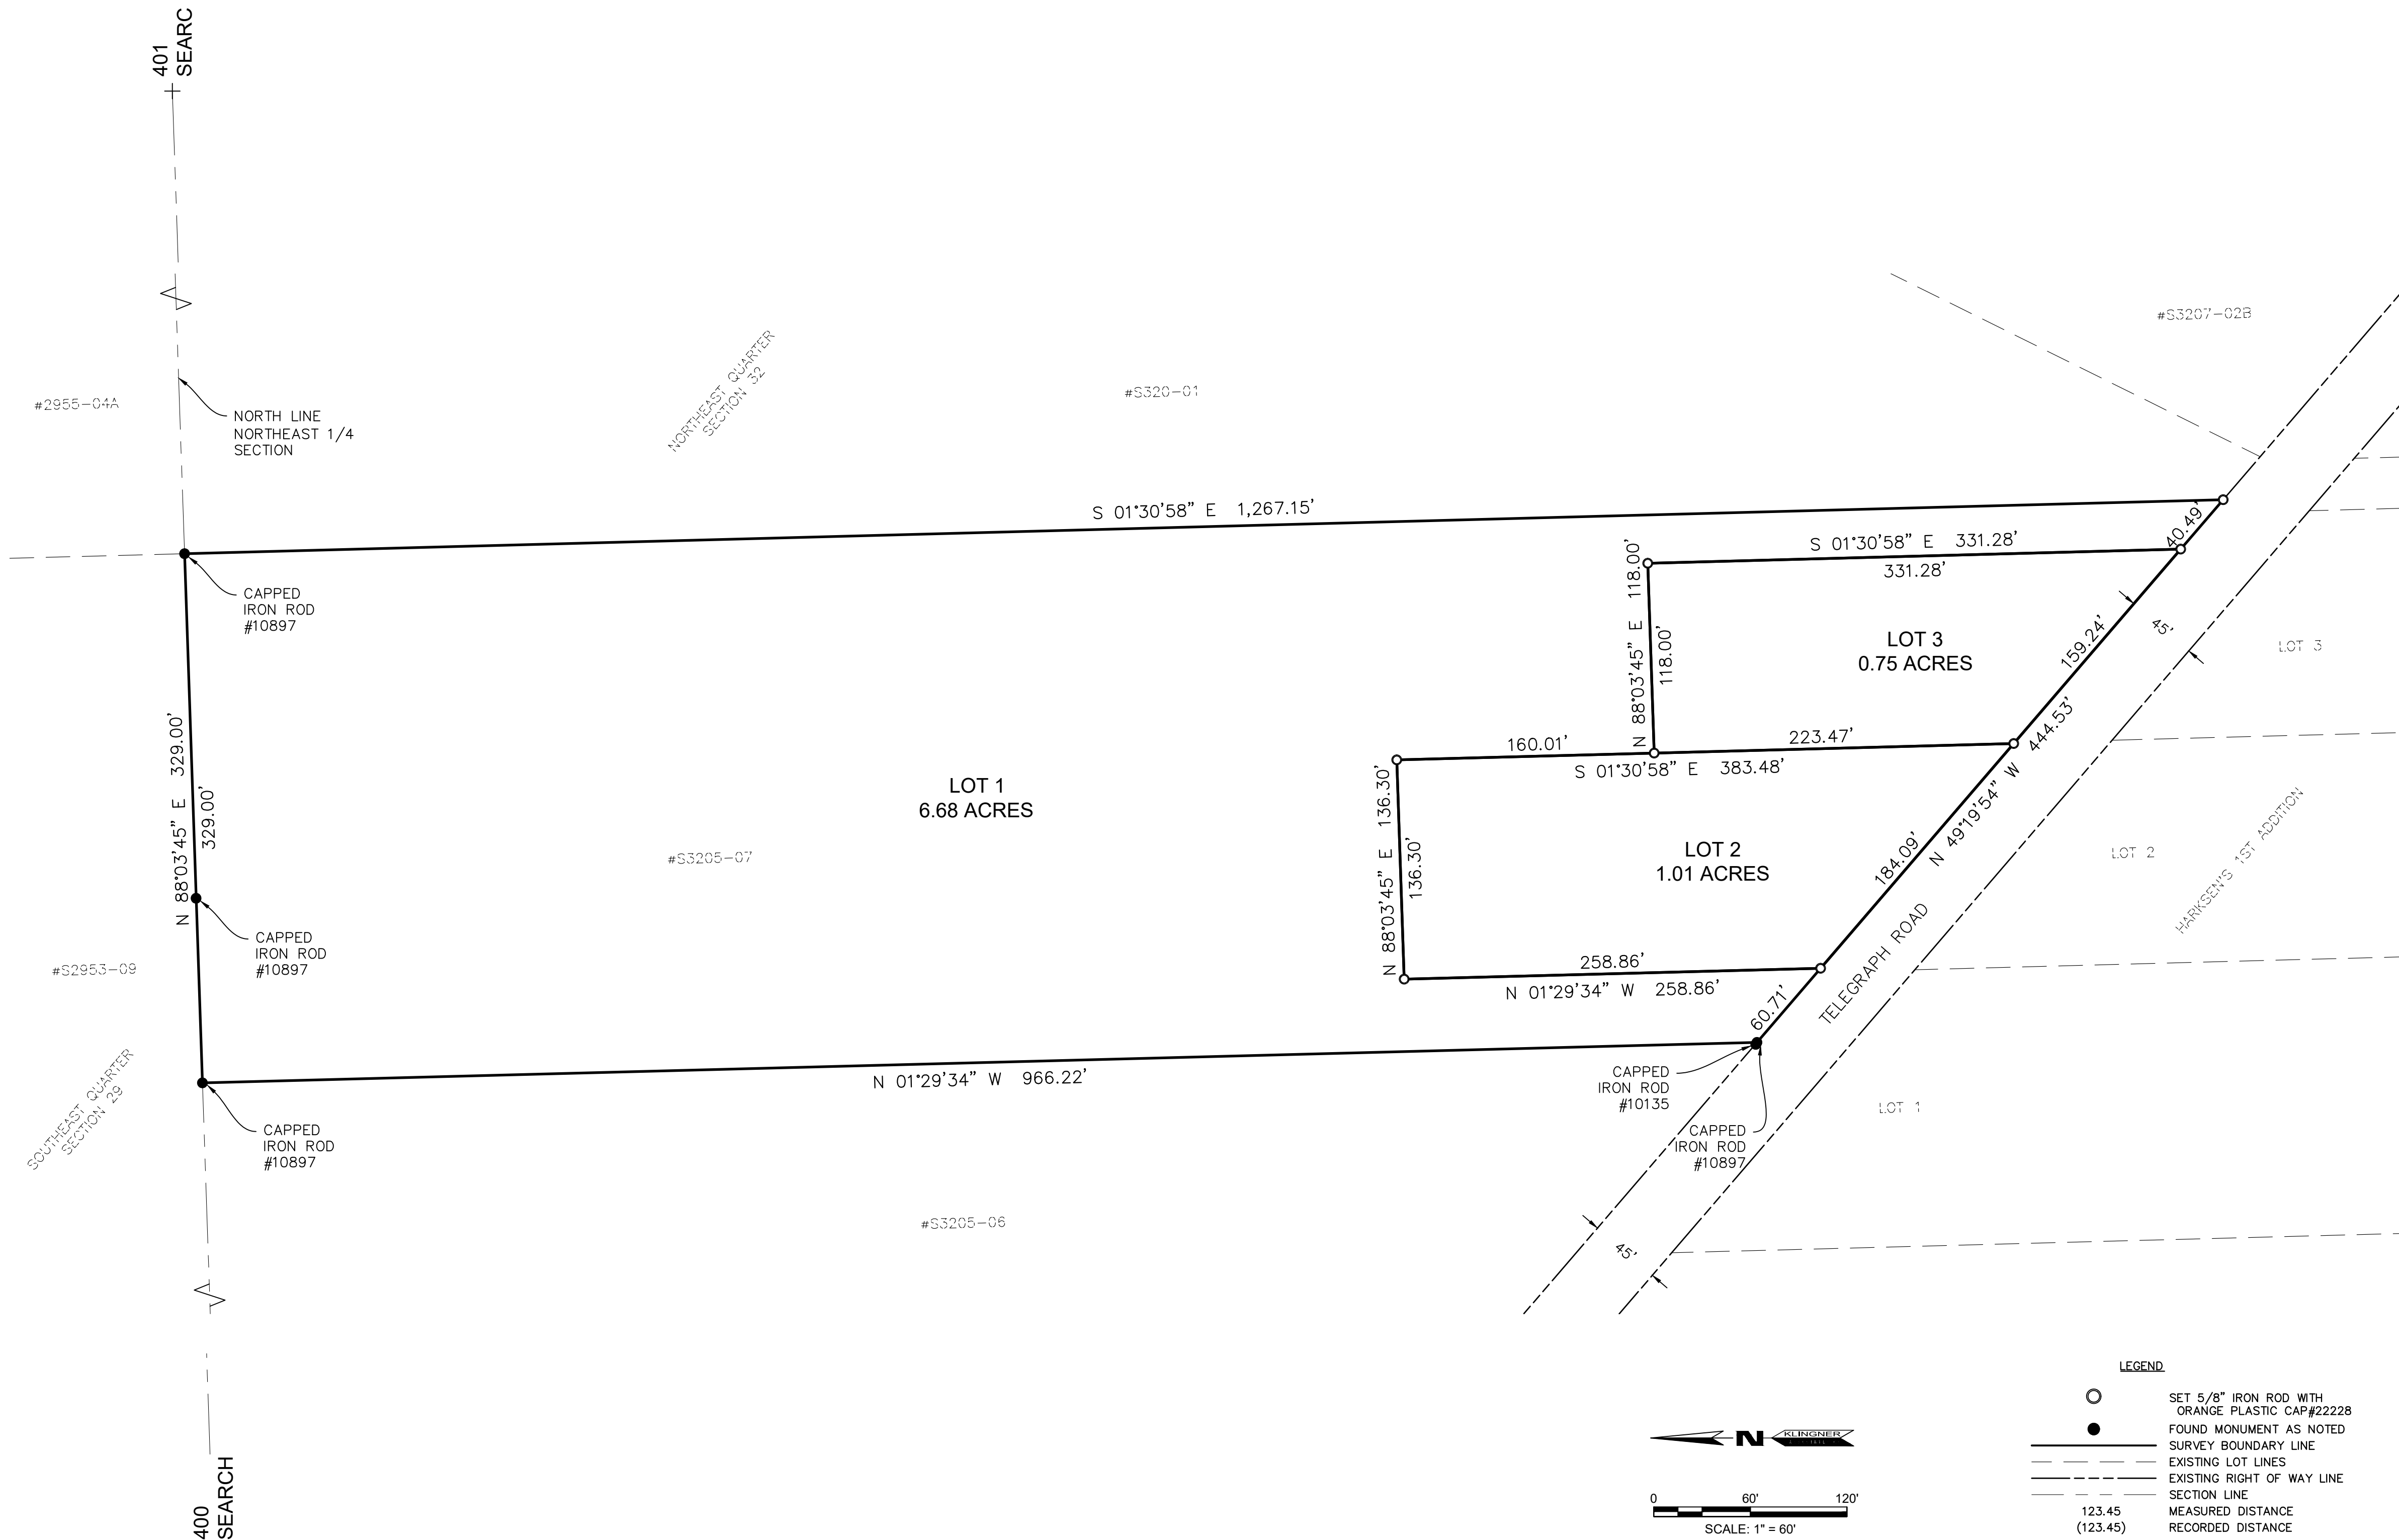 401
SEARC
#S3207-02B
#2955-04A
NORTHEAST QUARTER
SECTION 32
#S320-01
NORTH LINE
NORTHEAST 1/4
SECTION
S 01°30'58" E 1,267.15'
40.49'
S 01°30'58" E 331.28'
331.28'
CAPPED
IRON ROD
#10897
N 88°03'45" E 118.00'
118.00'
LOT 3
0.75 ACRES
159.24'
45'
LOT 3
N 88°03'45" E 329.00'
329.00'
160.01'
223.47'
S 01°30'58" E 383.48'
N 49°19'54" W 444.53'
LOT 1
6.68 ACRES
N 88°03'45" E 136.30'
136.30'
LOT 2
1.01 ACRES
184.09'
LOT 2
HARKSEN'S 1ST ADDITION
#S3205-07
CAPPED
IRON ROD
#10897
#S2953-09
258.86'
N 01°29'34" W 258.86'
60.71'
TELEGRAPH ROAD
N 01°29'34" W 966.22'
SOUTHEAST QUARTER
SECTION 29
CAPPED
IRON ROD
#10135
LOT 1
CAPPED
IRON ROD
#10897
CAPPED
IRON ROD
#10897
#S3205-06
45'
400
SEARCH
N
KLINGNER
0 60' 120'
SCALE: 1" = 60'
LEGEND
SET 5/8" IRON ROD WITH
ORANGE PLASTIC CAP#22228
FOUND MONUMENT AS NOTED
SURVEY BOUNDARY LINE
EXISTING LOT LINES
EXISTING RIGHT OF WAY LINE
SECTION LINE
123.45 MEASURED DISTANCE
(123.45) RECORDED DISTANCE